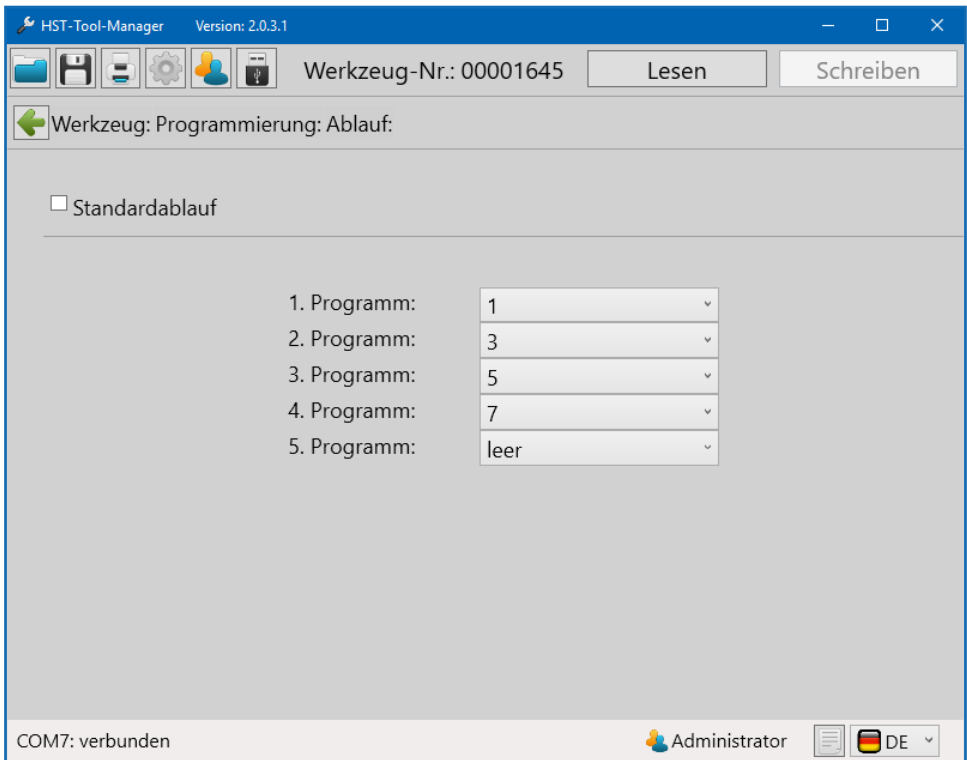 HST-Tool-Manager Version: 2.0.3.1
Werkzeug-Nr.: 00001645 Lesen Schreiben
Werkzeug: Programmierung: Ablauf:
Standardablauf
1. Programm: 1
2. Programm: 3
3. Programm: 5
4. Programm: 7
5. Programm: leer
COM7: verbunden Administrator DE